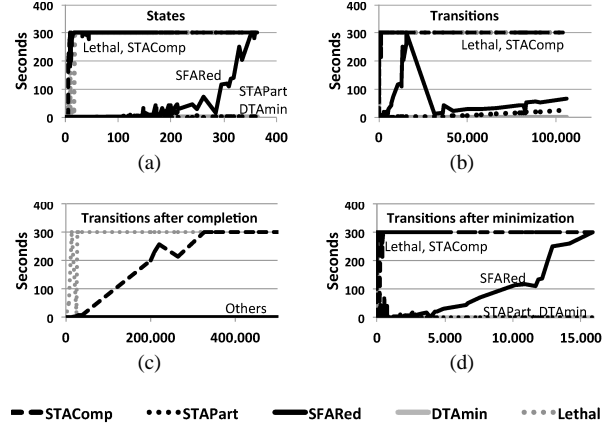 States
Seconds
400
300
200
100
0
Lethal, STAComp
SFARed
STAPart
DTAmin
0 100 200 300 400
(a)
Transitions
400
300
200
100
0
Lethal, STAComp
0 50,000 100,000
(b)
Transitions after completion
Seconds
400
300
200
100
0
Others
0 200,000 400,000
(c)
Transitions after minimization
Seconds
400
300
200
100
0
Lethal, STAComp
SFARed
STAPart, DTAmin
0 5,000 10,000 15,000
(d)
STAComp STAPart SFARed DTAmin Lethal